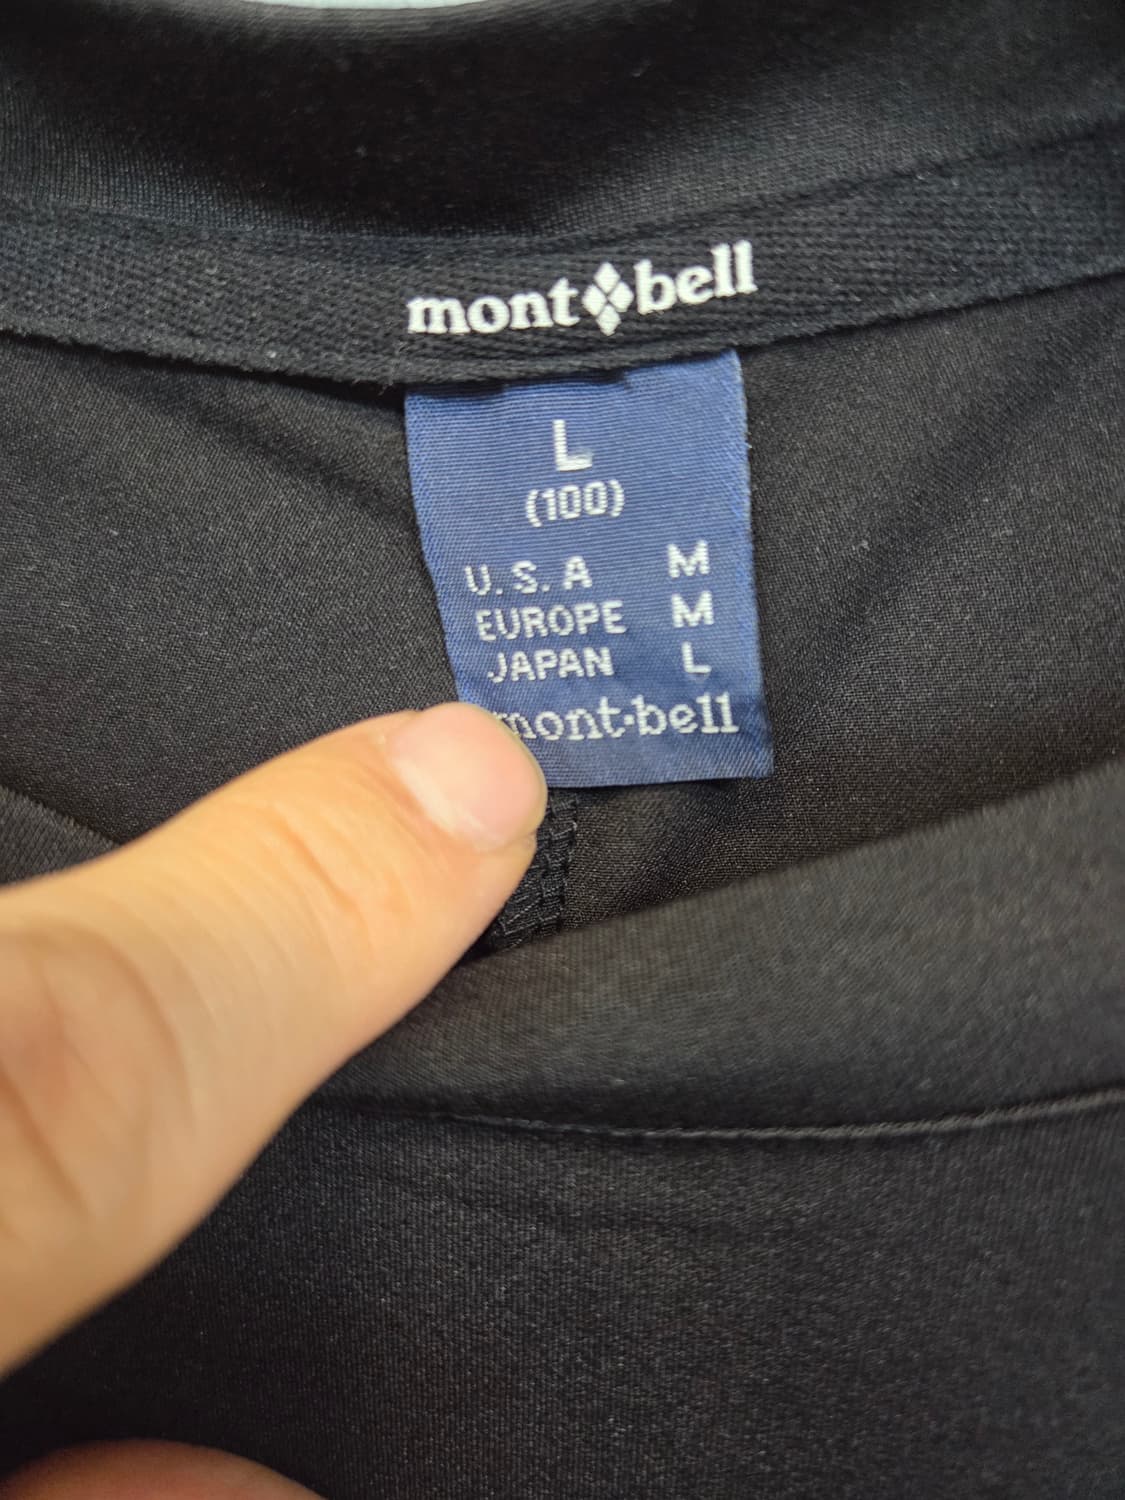 mont bell
L
(100)
U.S.A M
EUROPE M
JAPAN L
mont·bell